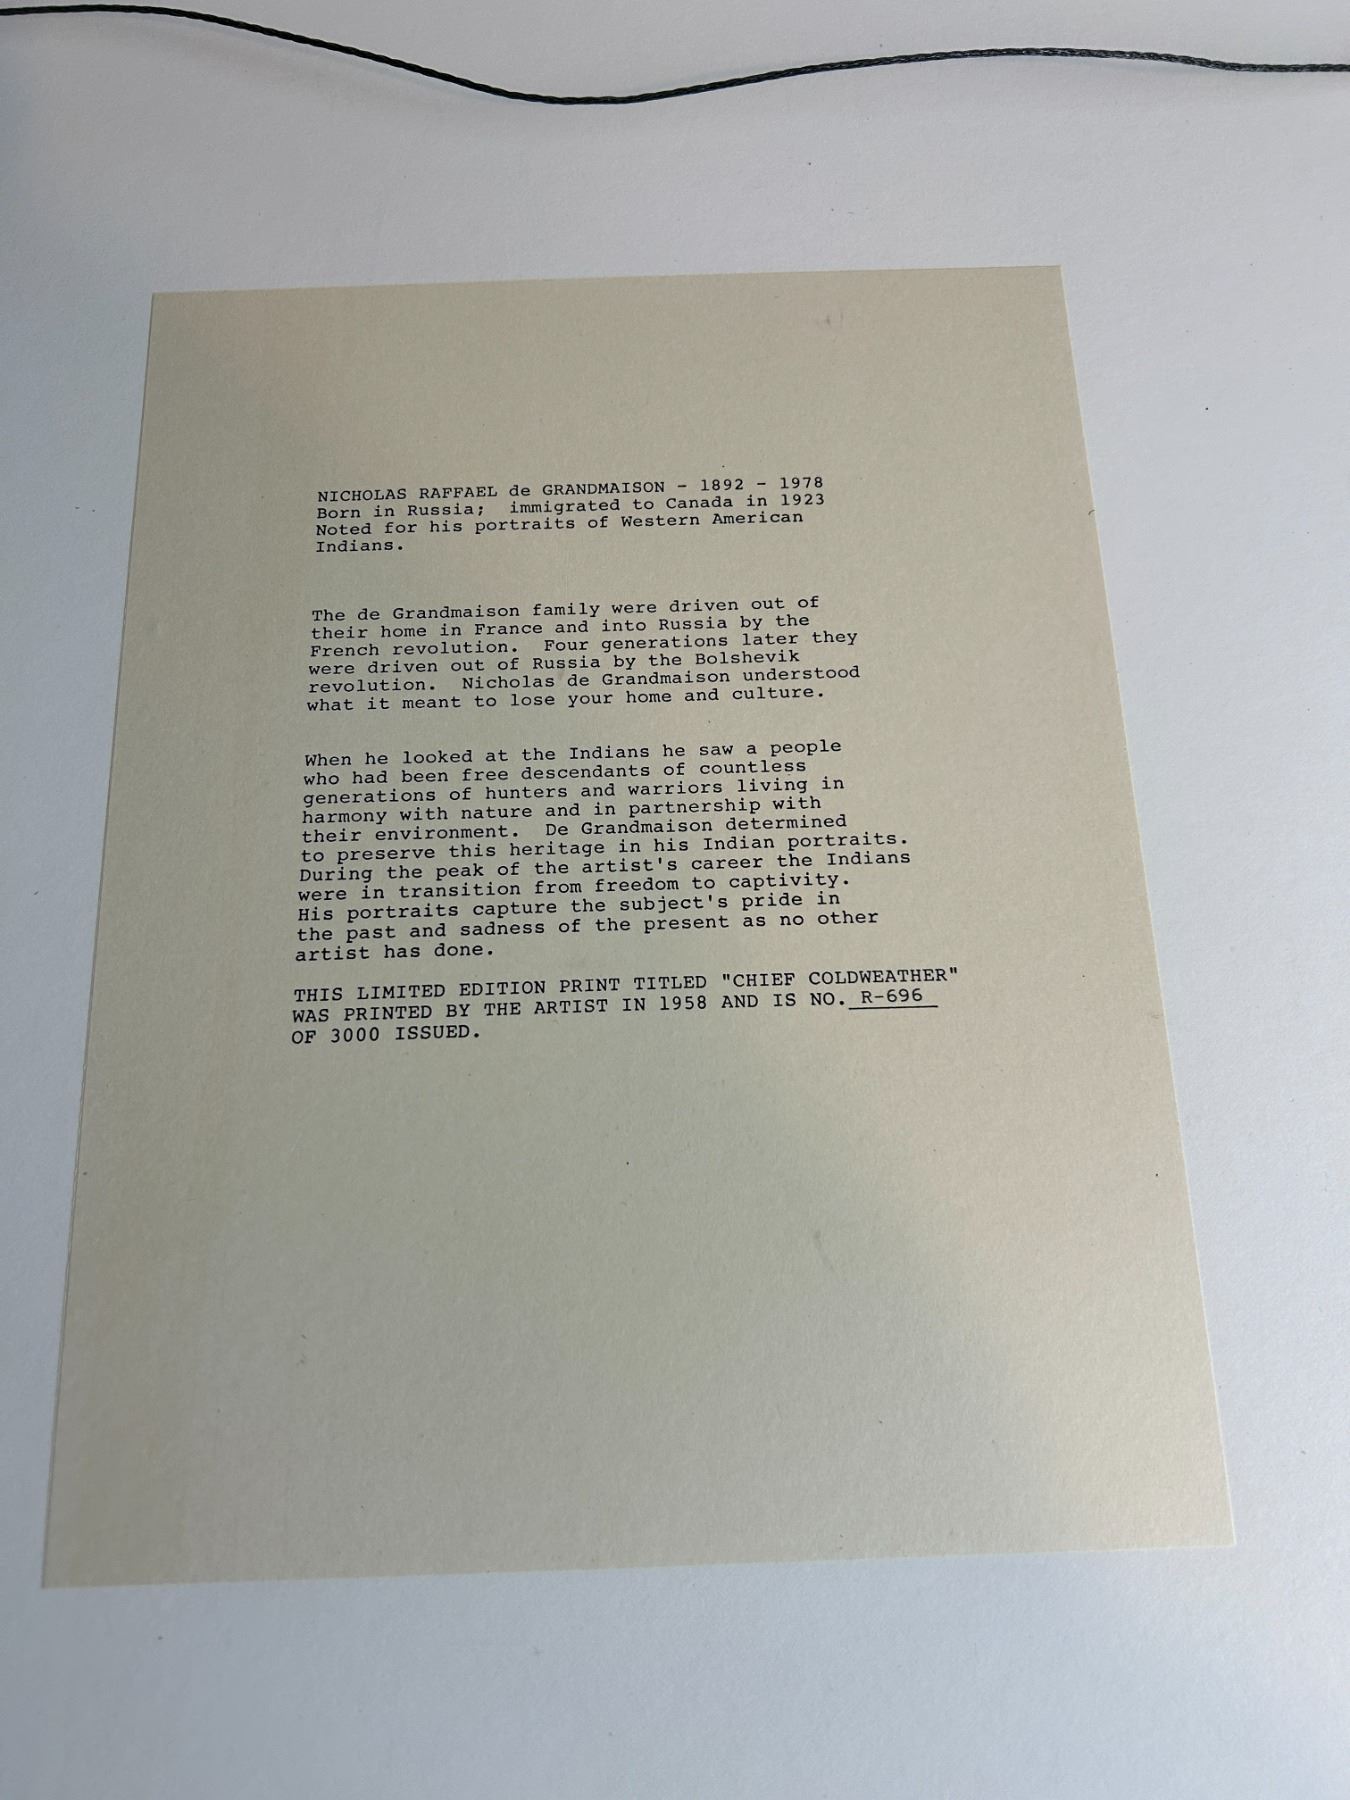 NICHOLAS RAFFAEL de GRANDMAISON - 1892 - 1978
Born in Russia;  immigrated to Canada in 1923
Noted for his portraits of Western American
Indians.
The de Grandmaison family were driven out of
their home in France and into Russia by the
French revolution.  Four generations later they
were driven out of Russia by the Bolshevik
revolution.  Nicholas de Grandmaison understood
what it meant to lose your home and culture.
When he looked at the Indians he saw a people
who had been free descendants of countless
generations of hunters and warriors living in
harmony with nature and in partnership with
their environment.  De Grandmaison determined
to preserve this heritage in his Indian portraits.
During the peak of the artist's career the Indians
were in transition from freedom to captivity.
His portraits capture the subject's pride in
the past and sadness of the present as no other
artist has done.
THIS LIMITED EDITION PRINT TITLED "CHIEF COLDWEATHER"
WAS PRINTED BY THE ARTIST IN 1958 AND IS NO. R-696
OF 3000 ISSUED.